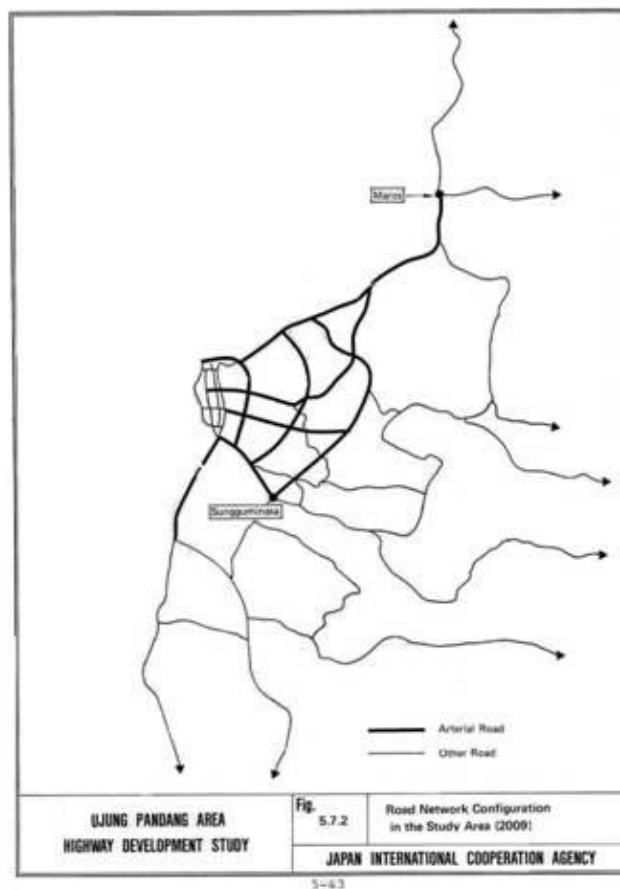 Maros
Sungguminasa
Arterial Road
Other Road
UJUNG PANDANG AREA
HIGHWAY DEVELOPMENT STUDY
Fig.
5.7.2
Road Network Configuration
in the Study Area (2009)
JAPAN INTERNATIONAL COOPERATION AGENCY
5-63